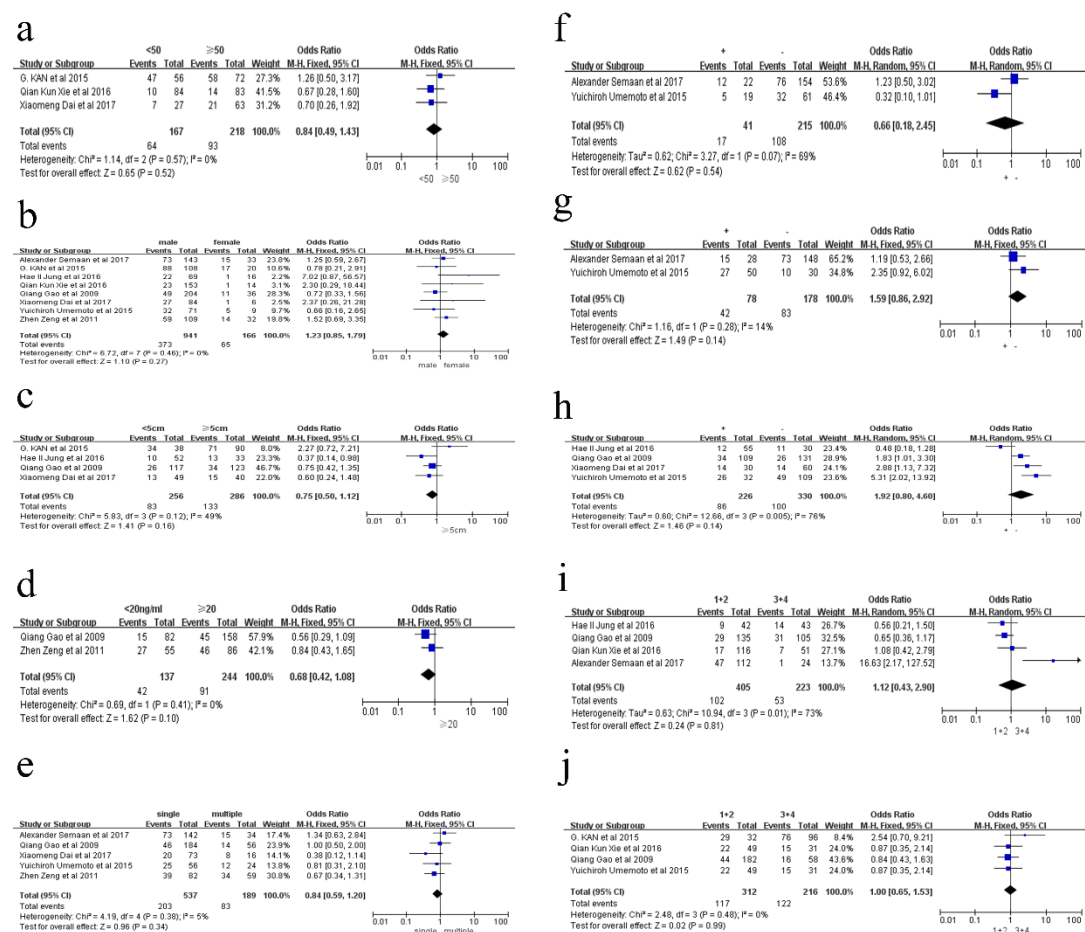 a
<50 ≥50 Odds Ratio Odds Ratio
Study or Subgroup Events Total Events Total Weight M-H, Fixed, 95% CI M-H, Fixed, 95% CI
G. KAN et al 2015 47 56 58 72 27.3% 1.26 [0.50, 3.17]
Qian Kun Xie et al 2016 10 84 14 83 41.5% 0.67 [0.28, 1.60]
Xiaomeng Dai et al 2017 7 27 21 63 31.2% 0.70 [0.26, 1.92]
Total (95% CI) 167 218 100.0% 0.84 [0.49, 1.43]
Total events 64 93
Heterogeneity: Chi² = 1.14, df = 2 (P = 0.57); I² = 0%
Test for overall effect: Z = 0.65 (P = 0.52)
0.01 0.1 1 10 100
<50 ≥50
b
male female Odds Ratio Odds Ratio
Study or Subgroup Events Total Events Total Weight M-H, Fixed, 95% CI M-H, Fixed, 95% CI
Alexander Semaan et al 2017 73 143 15 33 23.0% 1.25 [0.59, 2.67]
G. KAN et al 2015 88 108 17 20 10.6% 0.78 [0.21, 2.91]
Hae Il Jung et al 2016 22 69 1 16 2.2% 7.02 [0.87, 56.57]
Qian Kun Xie et al 2016 23 153 1 14 3.2% 2.30 [0.29, 18.44]
Qiang Gao et al 2009 49 204 11 36 28.3% 0.72 [0.33, 1.56]
Xiaomeng Dai et al 2017 27 84 1 6 2.7% 2.37 [0.26, 21.28]
Yuichiroh Umemoto et al 2015 32 71 5 9 10.2% 0.66 [0.16, 2.65]
Zhen Zeng et al 2011 59 109 14 32 19.8% 1.52 [0.69, 3.35]
Total (95% CI) 941 166 100.0% 1.23 [0.85, 1.79]
Total events 373 65
Heterogeneity: Chi² = 6.72, df = 7 (P = 0.46); I² = 0%
Test for overall effect: Z = 1.10 (P = 0.27)
0.01 0.1 1 10 100
male female
c
<5cm ≥5cm Odds Ratio Odds Ratio
Study or Subgroup Events Total Events Total Weight M-H, Fixed, 95% CI M-H, Fixed, 95% CI
G. KAN et al 2015 34 38 71 90 8.0% 2.27 [0.72, 7.21]
Hae Il Jung et al 2016 10 52 13 33 22.7% 0.37 [0.14, 0.98]
Qiang Gao et al 2009 26 117 34 123 46.7% 0.75 [0.42, 1.35]
Xiaomeng Dai et al 2017 13 49 15 40 22.6% 0.60 [0.24, 1.48]
Total (95% CI) 256 286 100.0% 0.75 [0.50, 1.12]
Total events 83 133
Heterogeneity: Chi² = 5.83, df = 3 (P = 0.12); I² = 49%
Test for overall effect: Z = 1.41 (P = 0.16)
0.01 0.1 1 10 100
≥5cm
d
<20ng/ml ≥20 Odds Ratio Odds Ratio
Study or Subgroup Events Total Events Total Weight M-H, Fixed, 95% CI M-H, Fixed, 95% CI
Qiang Gao et al 2009 15 82 45 158 57.9% 0.56 [0.29, 1.09]
Zhen Zeng et al 2011 27 55 46 86 42.1% 0.84 [0.43, 1.65]
Total (95% CI) 137 244 100.0% 0.68 [0.42, 1.08]
Total events 42 91
Heterogeneity: Chi² = 0.69, df = 1 (P = 0.41); I² = 0%
Test for overall effect: Z = 1.62 (P = 0.10)
0.01 0.1 1 10 100
≥20
e
single multiple Odds Ratio Odds Ratio
Study or Subgroup Events Total Events Total Weight M-H, Fixed, 95% CI M-H, Fixed, 95% CI
Alexander Semaan et al 2017 73 142 15 34 17.4% 1.34 [0.63, 2.84]
Qiang Gao et al 2009 46 184 14 56 23.9% 1.00 [0.50, 2.00]
Xiaomeng Dai et al 2017 20 73 8 16 14.9% 0.38 [0.12, 1.14]
Yuichiroh Umemoto et al 2015 25 56 12 24 13.0% 0.81 [0.31, 2.10]
Zhen Zeng et al 2011 39 82 34 59 30.8% 0.67 [0.34, 1.31]
Total (95% CI) 537 189 100.0% 0.84 [0.59, 1.20]
Total events 203 83
Heterogeneity: Chi² = 4.19, df = 4 (P = 0.38); I² = 5%
Test for overall effect: Z = 0.96 (P = 0.34)
0.01 0.1 1 10 100
single multiple
f
+ - Odds Ratio Odds Ratio
Study or Subgroup Events Total Events Total Weight M-H, Random, 95% CI M-H, Random, 95% CI
Alexander Semaan et al 2017 12 22 76 154 53.6% 1.23 [0.50, 3.02]
Yuichiroh Umemoto et al 2015 5 19 32 61 46.4% 0.32 [0.10, 1.01]
Total (95% CI) 41 215 100.0% 0.66 [0.18, 2.45]
Total events 17 108
Heterogeneity: Tau² = 0.62; Chi² = 3.27, df = 1 (P = 0.07); I² = 69%
Test for overall effect: Z = 0.62 (P = 0.54)
0.01 0.1 1 10 100
+ -
g
+ - Odds Ratio Odds Ratio
Study or Subgroup Events Total Events Total Weight M-H, Fixed, 95% CI M-H, Fixed, 95% CI
Alexander Semaan et al 2017 15 28 73 148 65.2% 1.19 [0.53, 2.66]
Yuichiroh Umemoto et al 2015 27 50 10 30 34.8% 2.35 [0.92, 6.02]
Total (95% CI) 78 178 100.0% 1.59 [0.86, 2.92]
Total events 42 83
Heterogeneity: Chi² = 1.16, df = 1 (P = 0.28); I² = 14%
Test for overall effect: Z = 1.49 (P = 0.14)
0.01 0.1 1 10 100
+ -
h
+ - Odds Ratio Odds Ratio
Study or Subgroup Events Total Events Total Weight M-H, Random, 95% CI M-H, Random, 95% CI
Hae Il Jung et al 2016 12 55 11 30 23.4% 0.48 [0.18, 1.28]
Qiang Gao et al 2009 34 109 26 131 28.9% 1.83 [1.01, 3.30]
Xiaomeng Dai et al 2017 14 30 14 60 24.0% 2.88 [1.13, 7.32]
Yuichiroh Umemoto et al 2015 26 32 49 109 23.6% 5.31 [2.02, 13.92]
Total (95% CI) 226 330 100.0% 1.92 [0.80, 4.60]
Total events 86 100
Heterogeneity: Tau² = 0.60; Chi² = 12.66, df = 3 (P = 0.005); I² = 76%
Test for overall effect: Z = 1.46 (P = 0.14)
0.01 0.1 1 10 100
+ -
i
1+2 3+4 Odds Ratio Odds Ratio
Study or Subgroup Events Total Events Total Weight M-H, Random, 95% CI M-H, Random, 95% CI
Hae Il Jung et al 2016 9 42 14 43 26.7% 0.56 [0.21, 1.50]
Qiang Gao et al 2009 29 135 31 105 32.5% 0.65 [0.36, 1.17]
Qian Kun Xie et al 2016 17 116 7 51 27.1% 1.08 [0.42, 2.79]
Alexander Semaan et al 2017 47 112 1 24 13.7% 16.63 [2.17, 127.52]
Total (95% CI) 405 223 100.0% 1.12 [0.43, 2.90]
Total events 102 53
Heterogeneity: Tau² = 0.63; Chi² = 10.94, df = 3 (P = 0.01); I² = 73%
Test for overall effect: Z = 0.24 (P = 0.81)
0.01 0.1 1 10 100
1+2 3+4
j
1+2 3+4 Odds Ratio Odds Ratio
Study or Subgroup Events Total Events Total Weight M-H, Fixed, 95% CI M-H, Fixed, 95% CI
G. KAN et al 2015 29 32 76 96 8.4% 2.54 [0.70, 9.21]
Qian Kun Xie et al 2016 22 49 15 31 24.0% 0.87 [0.35, 2.14]
Qiang Gao et al 2009 44 182 16 58 43.5% 0.84 [0.43, 1.63]
Yuichiroh Umemoto et al 2015 22 49 15 31 24.0% 0.87 [0.35, 2.14]
Total (95% CI) 312 216 100.0% 1.00 [0.65, 1.53]
Total events 117 122
Heterogeneity: Chi² = 2.48, df = 3 (P = 0.48); I² = 0%
Test for overall effect: Z = 0.02 (P = 0.99)
0.01 0.1 1 10 100
1+2 3+4